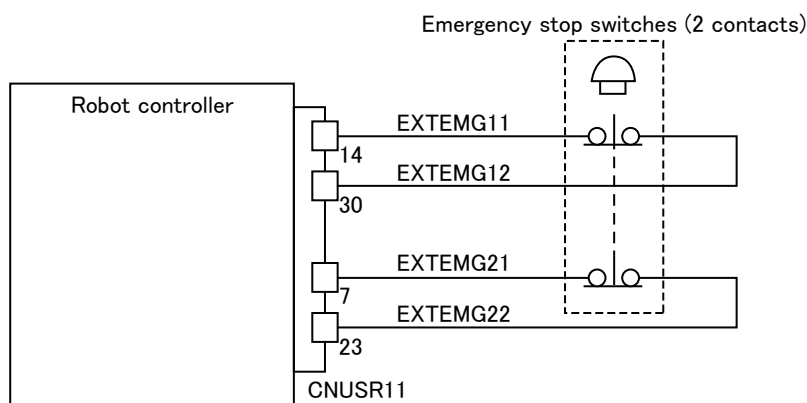 Emergency stop switches (2 contacts)
Robot controller
EXTEMG11
14
EXTEMG12
30
EXTEMG21
7
EXTEMG22
23
CNUSR11